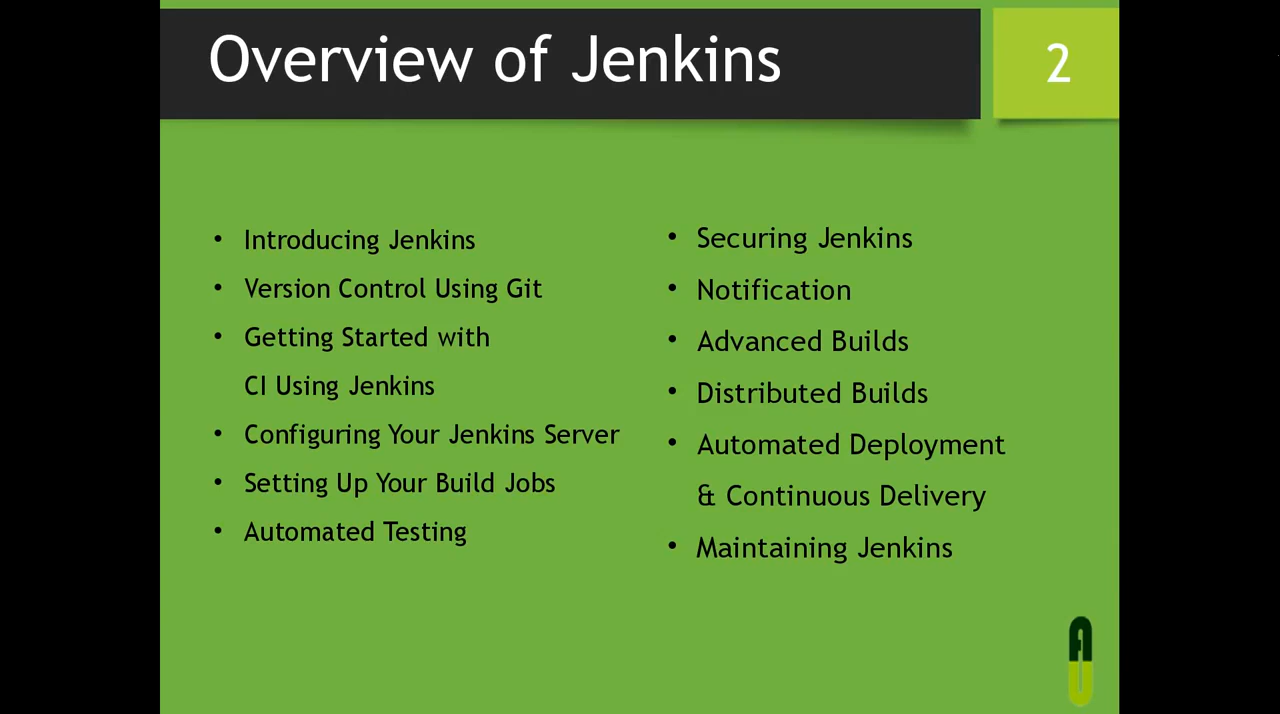 Overview of Jenkins
2
• Introducing Jenkins
• Version Control Using Git
• Getting Started with
CI Using Jenkins
• Configuring Your Jenkins Server
• Setting Up Your Build Jobs
• Automated Testing
• Securing Jenkins
• Notification
• Advanced Builds
• Distributed Builds
• Automated Deployment
& Continuous Delivery
• Maintaining Jenkins
AU